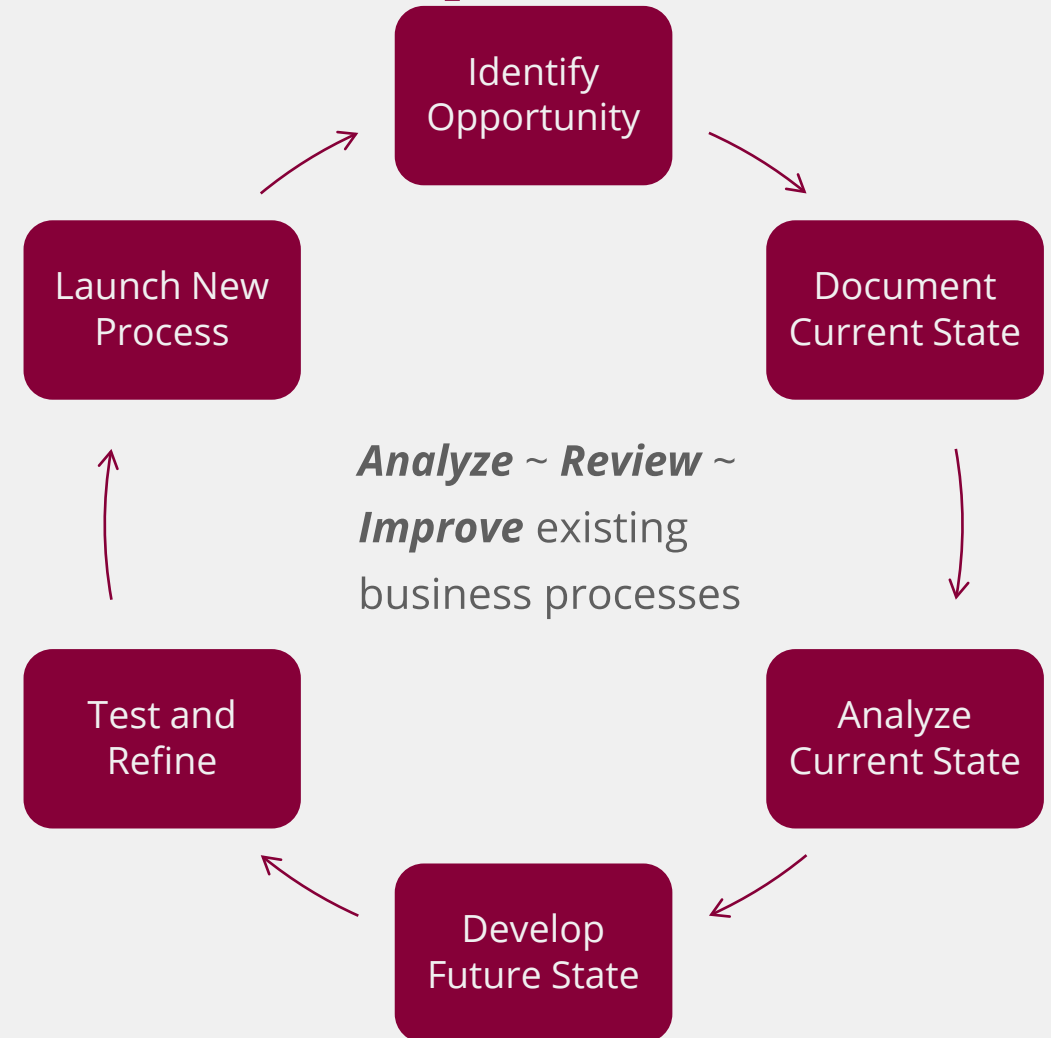 Identify
Opportunity
Document
Current State
Analyze
Current State
Develop
Future State
Test and
Refine
Launch New
Process
Analyze ~ Review ~
Improve existing
business processes